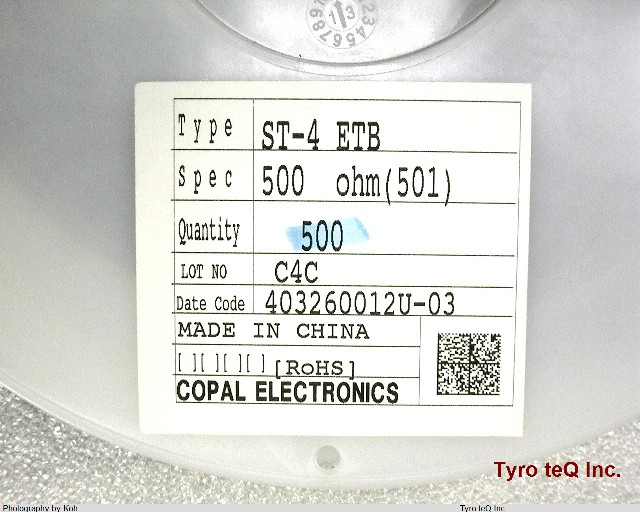 Type ST-4 ETB
Spec 500 ohm(501)
Quantity 500
LOT NO C4C
Date Code 403260012U-03
MADE IN CHINA
[ ][ ][ ][ ] [RoHS]
COPAL ELECTRONICS
Tyro teQ Inc.
Photography by Koh Tyro teQ Inc